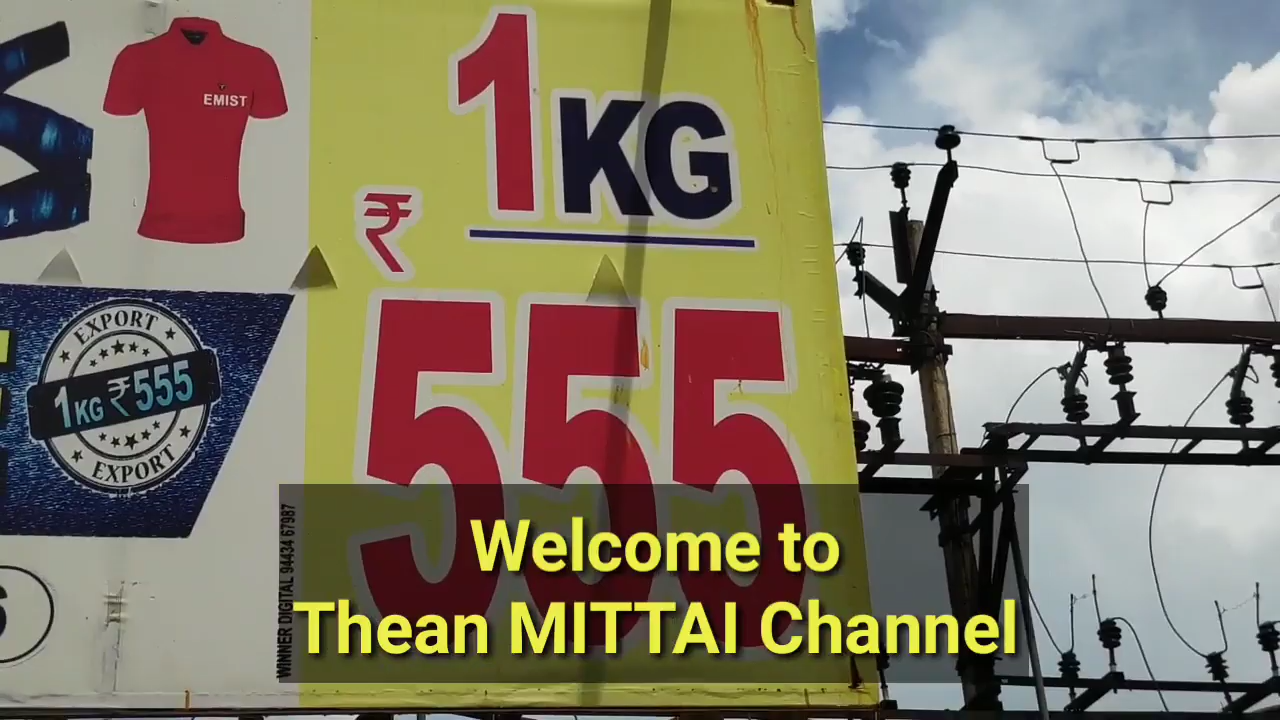 EMIST
1KG
₹
555
EXPORT
1KG ₹555
EXPORT
WINNER DIGITAL 94434 67987
Welcome to
Thean MITTAI Channel